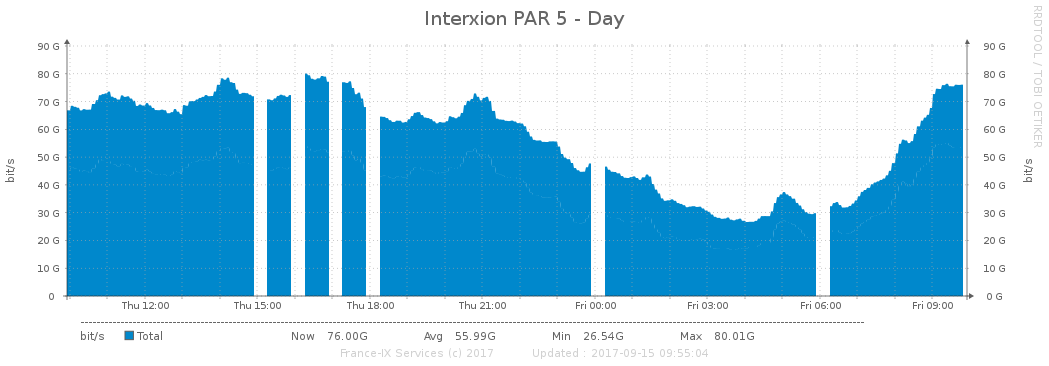 Interxion PAR 5 - Day
RRDTOOL / TOBI OETIKER
90 G 90 G
80 G 80 G
70 G 70 G
60 G 60 G
50 G 50 G
40 G 40 G
30 G 30 G
20 G 20 G
10 G 10 G
0 0 G
bit/s
bit/s
Thu 12:00 Thu 15:00 Thu 18:00 Thu 21:00 Fri 00:00 Fri 03:00 Fri 06:00 Fri 09:00
bit/s Total Now 76.00G Avg 55.99G Min 26.54G Max 80.01G
France-IX Services (c) 2017 Updated : 2017-09-15 09:55:04